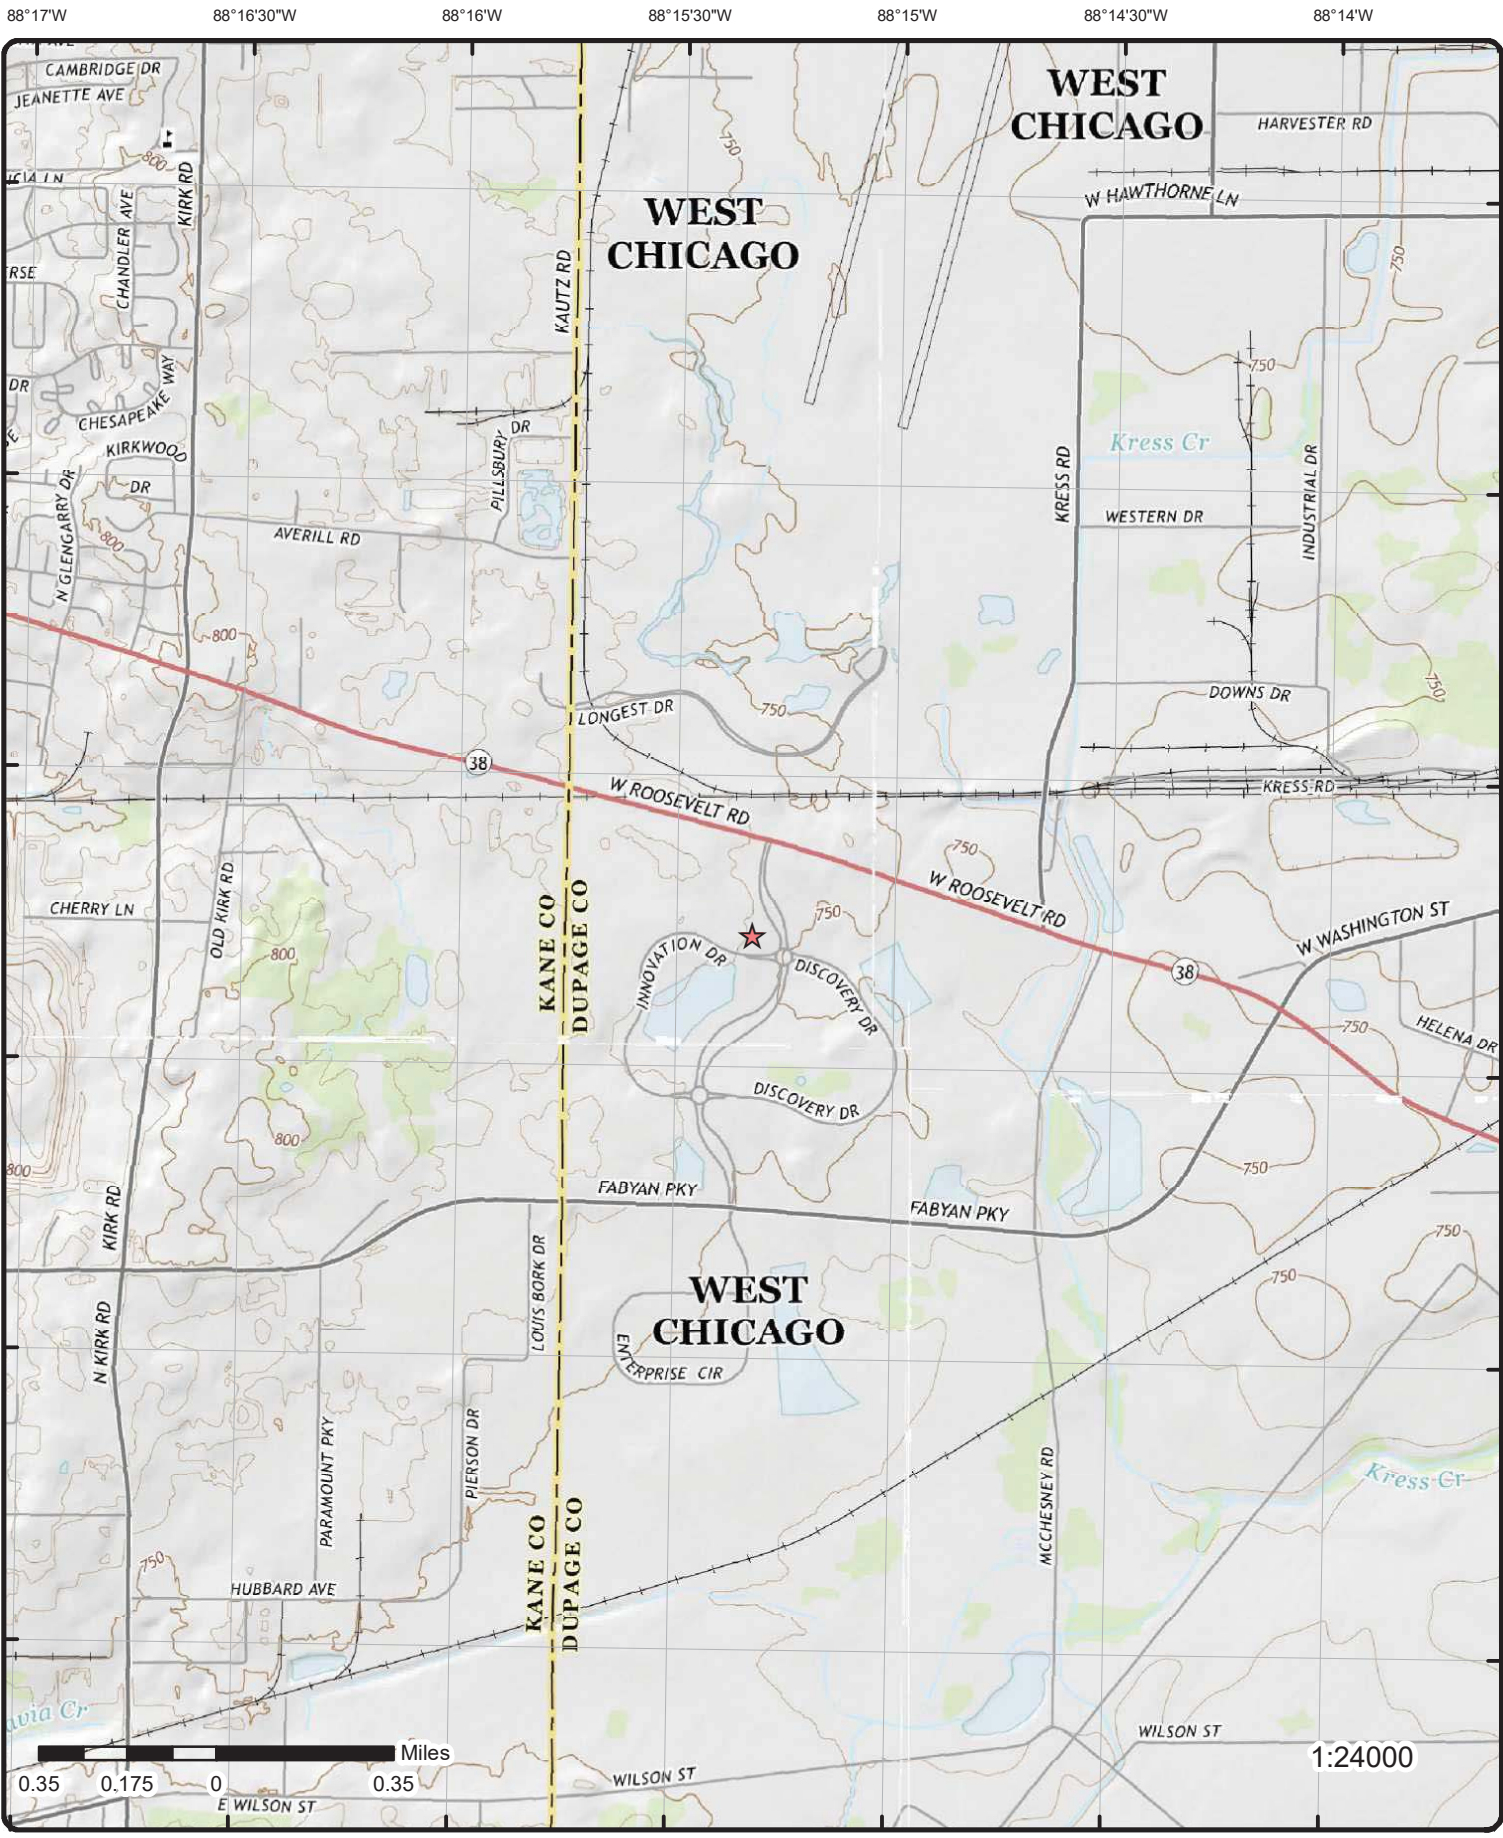 88°17'W
88°16'30"W
88°16'W
88°15'30"W
88°15'W
88°14'30"W
88°14'W
CAMBRIDGE DR
JEANETTE AVE
WEST
CHICAGO
HARVESTER RD
750
800
KIRK RD
CHANDLER AVE
W HAWTHORNE LN
WEST
CHICAGO
KAUTZ RD
750
750
DR
CHESAPEAKE WAY
KIRKWOOD
DR
PILLSBURY DR
Kress Cr
KRESS RD
INDUSTRIAL DR
WESTERN DR
N GLENGARRY DR
800
AVERILL RD
800
LONGEST DR
750
DOWNS DR
750
38
W ROOSEVELT RD
KRESS RD
750
W ROOSEVELT RD
CHERRY LN
OLD KIRK RD
800
KANE CO
DUPAGE CO
750
INNOVATION DR
DISCOVERY DR
W WASHINGTON ST
38
750
HELENA DR
DISCOVERY DR
800
800
750
KIRK RD
FABYAN PKY
FABYAN PKY
750
750
LOUIS BORK DR
WEST
CHICAGO
ENTERPRISE CIR
N KIRK RD
PARAMOUNT PKY
PIERSON DR
MCCHESNEY RD
Kress Cr
KANE CO
DUPAGE CO
750
HUBBARD AVE
avia Cr
WILSON ST
Miles
1:24000
0.35
0.175
0
0.35
WILSON ST
E WILSON ST